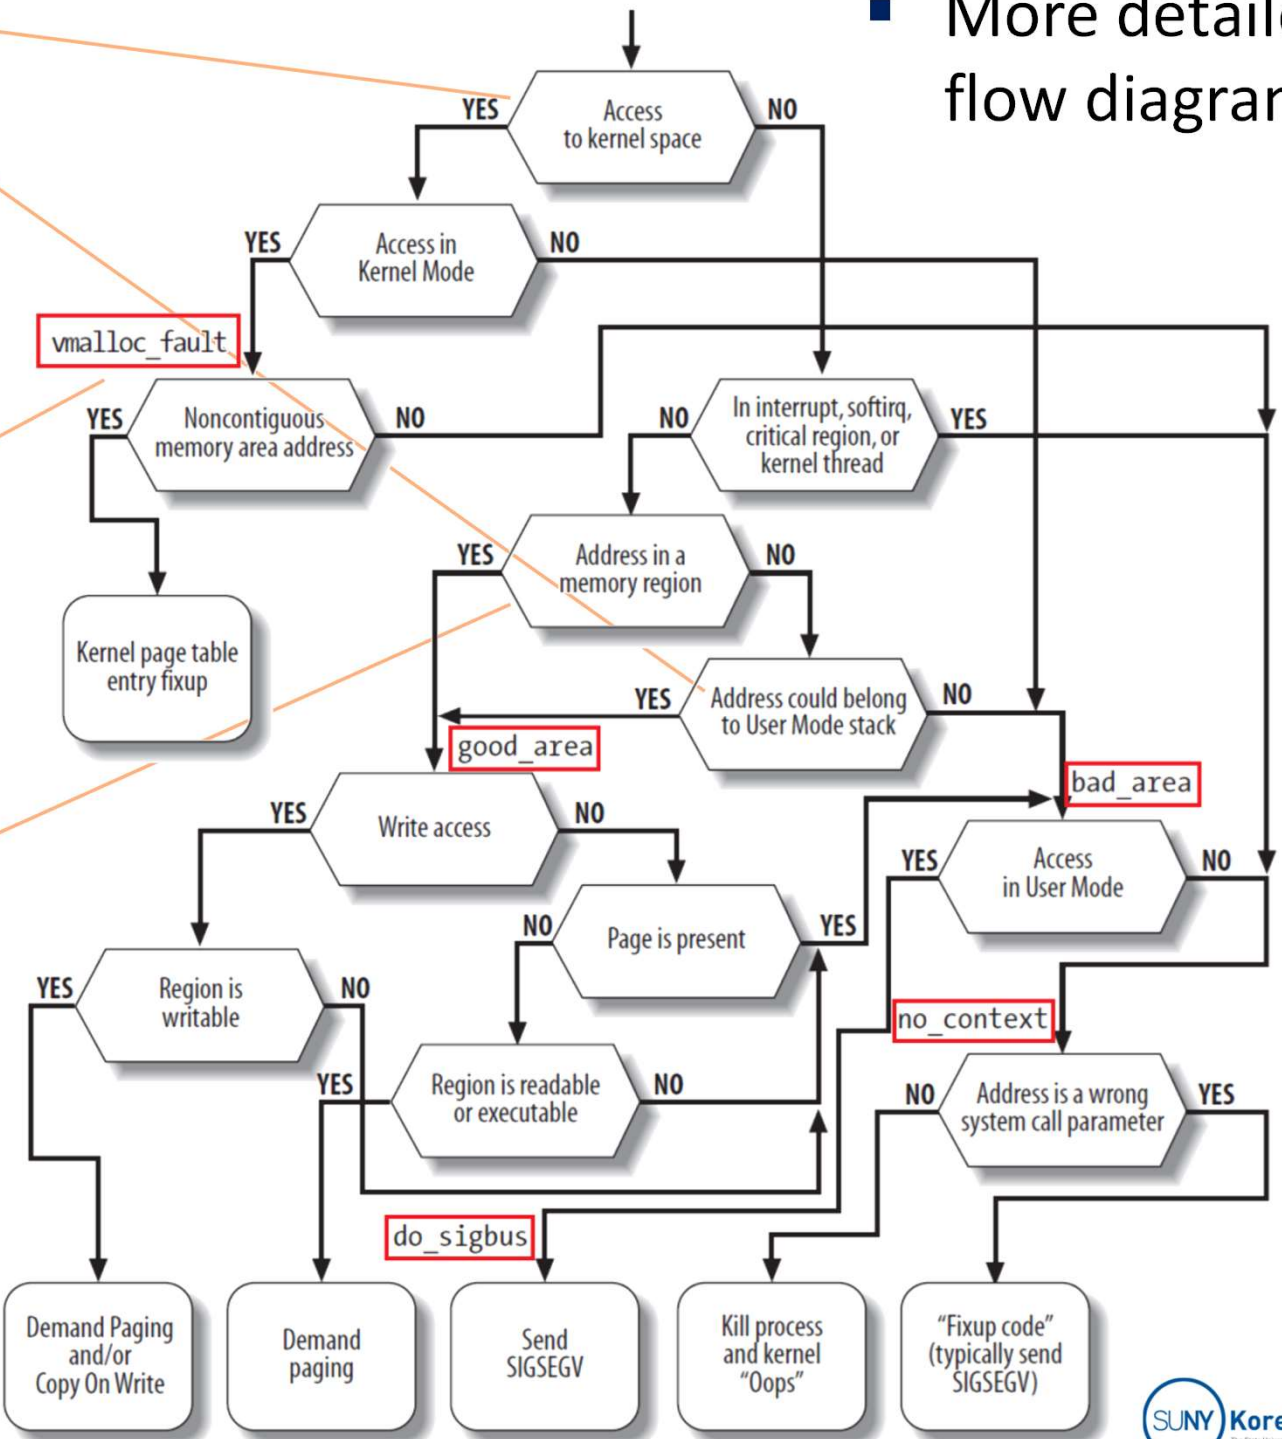 More detaile
flow diagran
Access
to kernel space
YES
NO
Access in
Kernel Mode
YES
NO
vmalloc_fault
Noncontiguous
memory area address
YES
NO
In interrupt, softirq,
critical region, or
kernel thread
NO
YES
Address in a
memory region
YES
NO
Kernel page table
entry fixup
Address could belong
to User Mode stack
YES
NO
good_area
bad_area
Write access
YES
NO
Access
in User Mode
YES
NO
Page is present
NO
YES
Region is
writable
YES
NO
no_context
Region is readable
or executable
YES
NO
Address is a wrong
system call parameter
NO
YES
do_sigbus
Demand Paging
and/or
Copy On Write
Demand
paging
Send
SIGSEGV
Kill process
and kernel
“Oops”
“Fixup code”
(typically send
SIGSEGV)
SUNY Kore